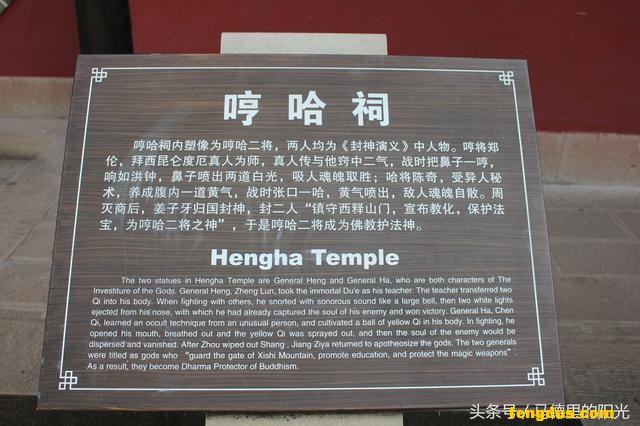 哼哈祠
哼哈祠内塑像为哼哈二将，两人均为《封神演义》中人物。哼将郑
伦，拜西昆仑度厄真人为师，真人传与他窍中二气，战时把鼻子一哼，
响如洪钟，鼻子喷出两道白光，吸人魂魄取胜；哈将陈奇，受异人秘
术，养成腹内一道黄气，战时张口一哈，黄气喷出，敌人魂魄自散。周
灭商后，姜子牙归国封神，封二人“镇守西释山门，宣布教化，保护法
宝，为哼哈二将之神”，于是哼哈二将成为佛教护法神。
Hengha Temple
The two statues in Hengha Temple are General Heng and General Ha, who are both characters of The
Investiture of the Gods. General Heng, Zheng Lun, took the immortal Du'e as his teacher. The teacher transferred two
Qi into his body. When fighting with others, he snorted with sonorous sound like a large bell, then two white lights
ejected from his nose, with which he had already captured the soul of his enemy and won victory. General Ha, Chen
Qi, learned an occult technique from an unusual person, and cultivated a ball of yellow Qi in his body. In fighting, he
opened his mouth, breathed out and the yellow Qi was sprayed out, and then the soul of the enemy would be
dispersed and vanished. After Zhou wiped out Shang , Jiang Ziya returned to apotheosize the gods. The two generals
were titled as gods who “guard the gate of Xishi Mountain, promote education, and protect the magic weapons” .
As a result, they become Dharma Protector of Buddhism.
头条号/马镇里的阳光
fengdus.com